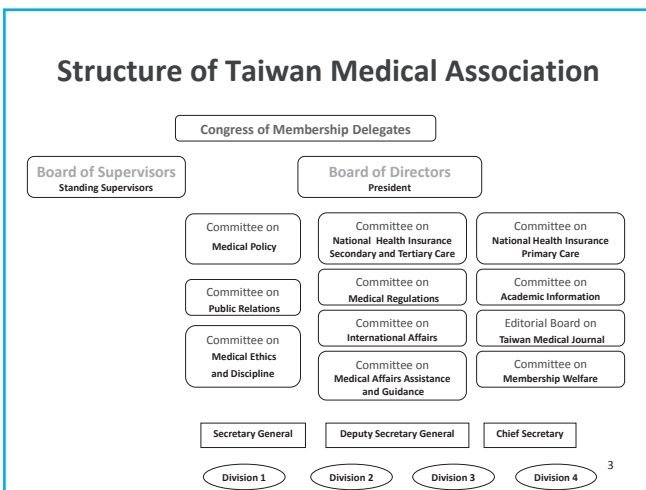 Structure of Taiwan Medical Association
Congress of Membership Delegates
Board of Supervisors
Standing Supervisors
Board of Directors
President
Committee on
Medical Policy
Committee on
National Health Insurance
Secondary and Tertiary Care
Committee on
National Health Insurance
Primary Care
Committee on
Public Relations
Committee on
Medical Regulations
Committee on
Academic Information
Committee on
Medical Ethics
and Discipline
Committee on
International Affairs
Editorial Board on
Taiwan Medical Journal
Committee on
Medical Affairs Assistance
and Guidance
Committee on
Membership Welfare
Secretary General
Deputy Secretary General
Chief Secretary
Division 1
Division 2
Division 3
Division 4
3